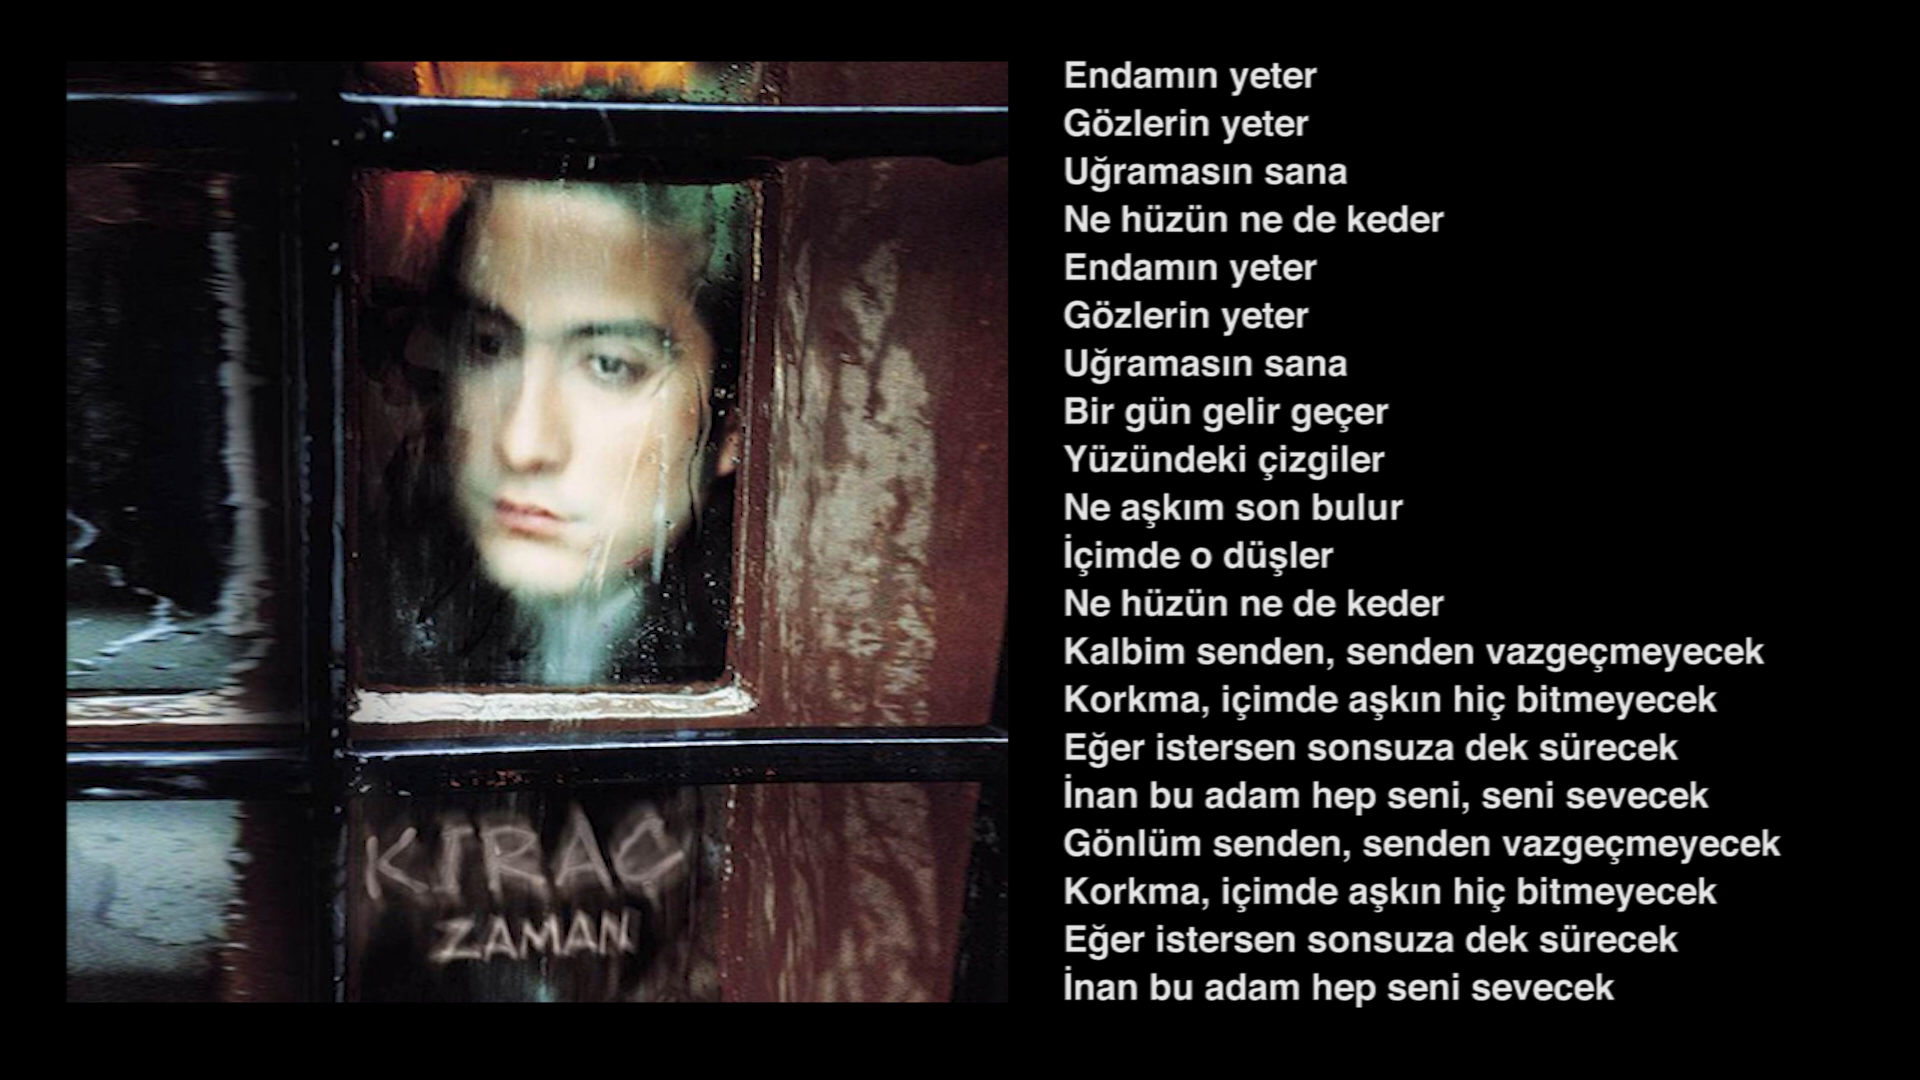 KIRAÇ
ZAMAN
Endamın yeter
Gözlerin yeter
Uğramasın sana
Ne hüzün ne de keder
Endamın yeter
Gözlerin yeter
Uğramasın sana
Bir gün gelir geçer
Yüzündeki çizgiler
Ne aşkım son bulur
İçimde o düşler
Ne hüzün ne de keder
Kalbim senden, senden vazgeçmeyecek
Korkma, içimde aşkın hiç bitmeyecek
Eğer istersen sonsuza dek sürecek
İnan bu adam hep seni, seni sevecek
Gönlüm senden, senden vazgeçmeyecek
Korkma, içimde aşkın hiç bitmeyecek
Eğer istersen sonsuza dek sürecek
İnan bu adam hep seni sevecek